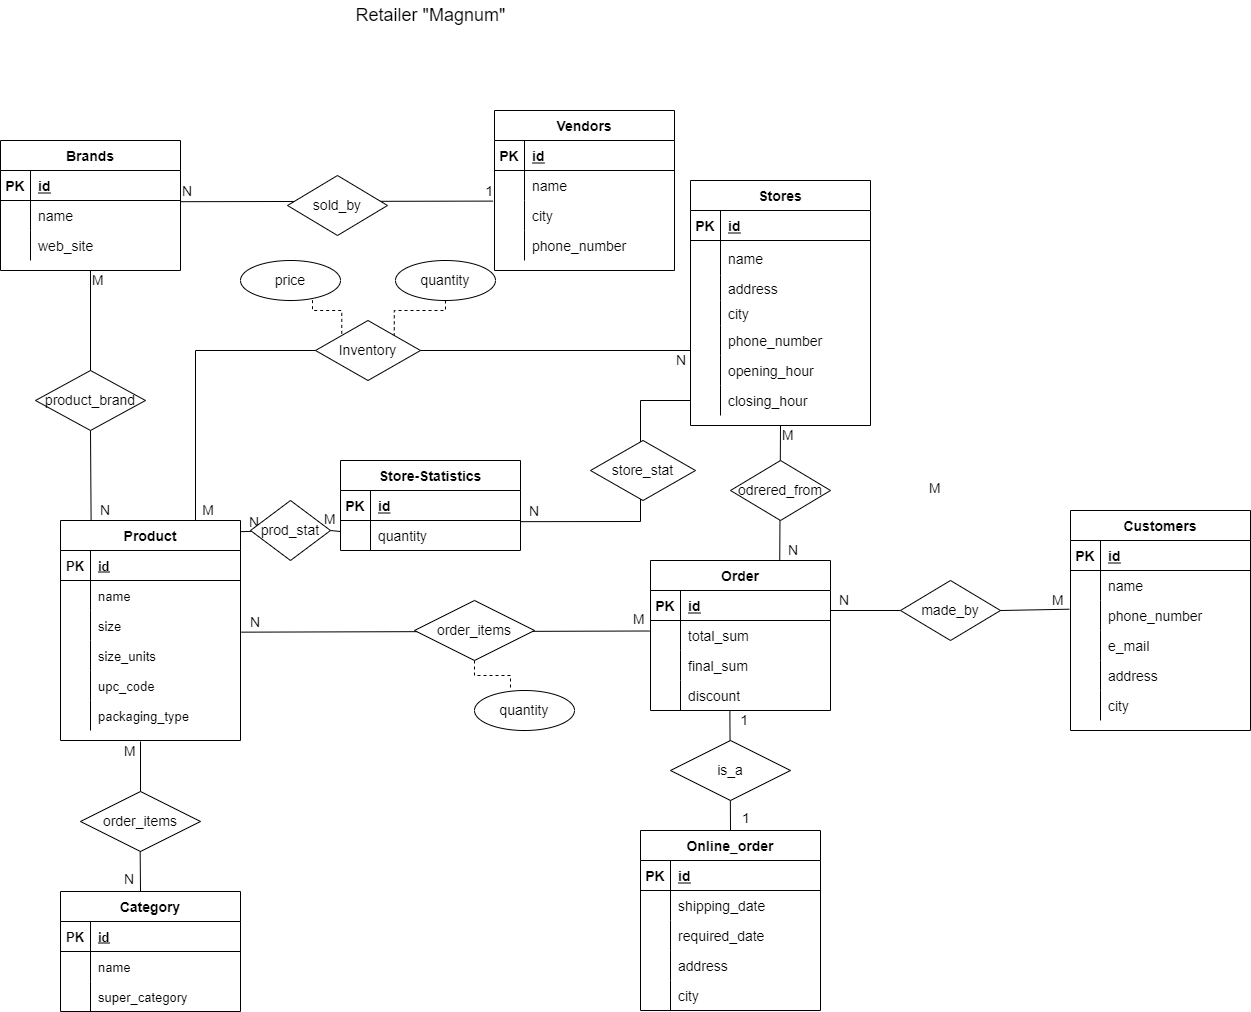 Retailer "Magnum"
Vendors
PK id
name
city
phone_number
Brands
PK id
name
web_site
N
sold_by
1
Stores
PK id
name
address
city
phone_number
opening_hour
closing_hour
price
quantity
Inventory
N
M
M
product_brand
N
Store-Statistics
PK id
quantity
N
store_stat
N
prod_stat
M
M
odrered_from
N
M
Product
PK id
name
size
size_units
upc_code
packaging_type
N
order_items
M
quantity
Order
PK id
total_sum
final_sum
discount
N
made_by
M
Customers
PK id
name
phone_number
e_mail
address
city
1
is_a
1
M
order_items
N
Online_order
PK id
shipping_date
required_date
address
city
Category
PK id
name
super_category